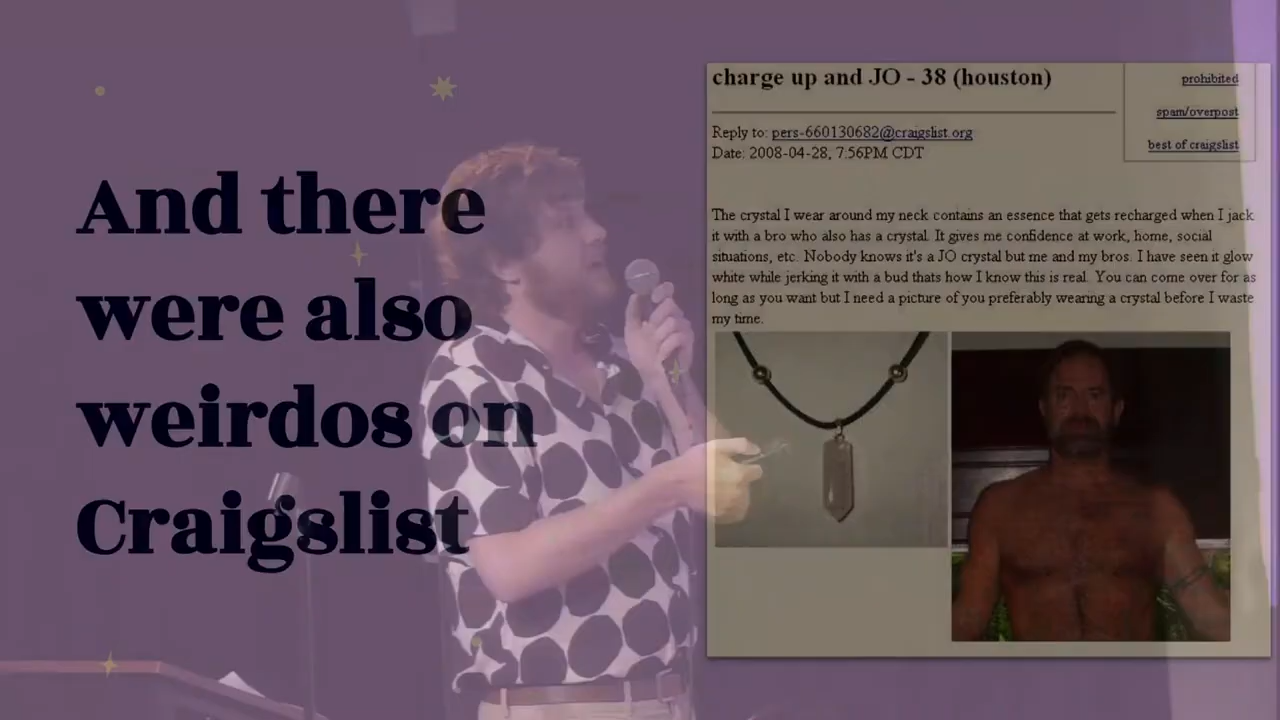 And there
were also
weirdos on
Craigslist
charge up and JO - 38 (houston)
Reply to: pers-660130682@craigslist.org
Date: 2008-04-28, 7:56PM CDT
prohibited
spam/overpost
best of craigslist
The crystal I wear around my neck contains an essence that gets recharged when I jack
it with a bro who also has a crystal. It gives me confidence at work, home, social
situations, etc. Nobody knows it's a JO crystal but me and my bros. I have seen it glow
white while jerking it with a bud thats how I know this is real. You can come over for as
long as you want but I need a picture of you preferably wearing a crystal before I waste
my time.